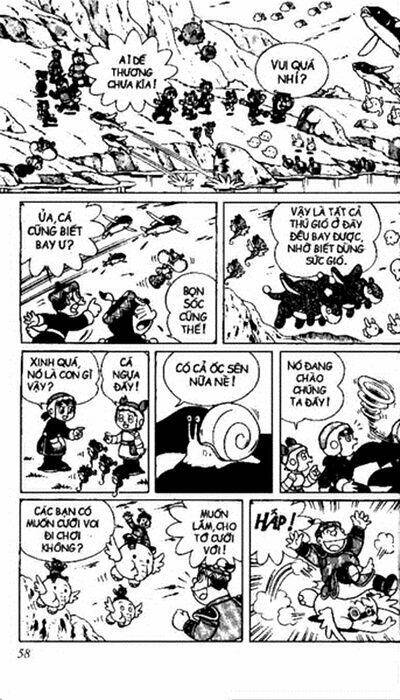 AI DỄ
THƯƠNG
CHƯA KÌA!
VUI QUÁ
NHỈ?
ỦA, CÁ
CŨNG BIẾT
BAY Ư?
BỌN
SÓC
CŨNG
THẾ!
VẬY LÀ TẤT CẢ
THÚ GIÓ Ở ĐÂY
ĐỀU BAY ĐƯỢC,
NHỜ BIẾT DÙNG
SỨC GIÓ.
XINH QUÁ,
NÓ LÀ CON GÌ
VẬY?
CÁ
NGỰA
ĐẤY!
CÓ CẢ ỐC SÊN
NỮA NÈ!
NÓ ĐANG
CHÀO
CHÚNG
TA ĐẤY!
CÁC BẠN CÓ
MUỐN CƯỠI VOI
ĐI CHƠI
KHÔNG?
MUỐN
LẮM, CHO
TỚ CƯỠI
VỚI!
HẤP!
58